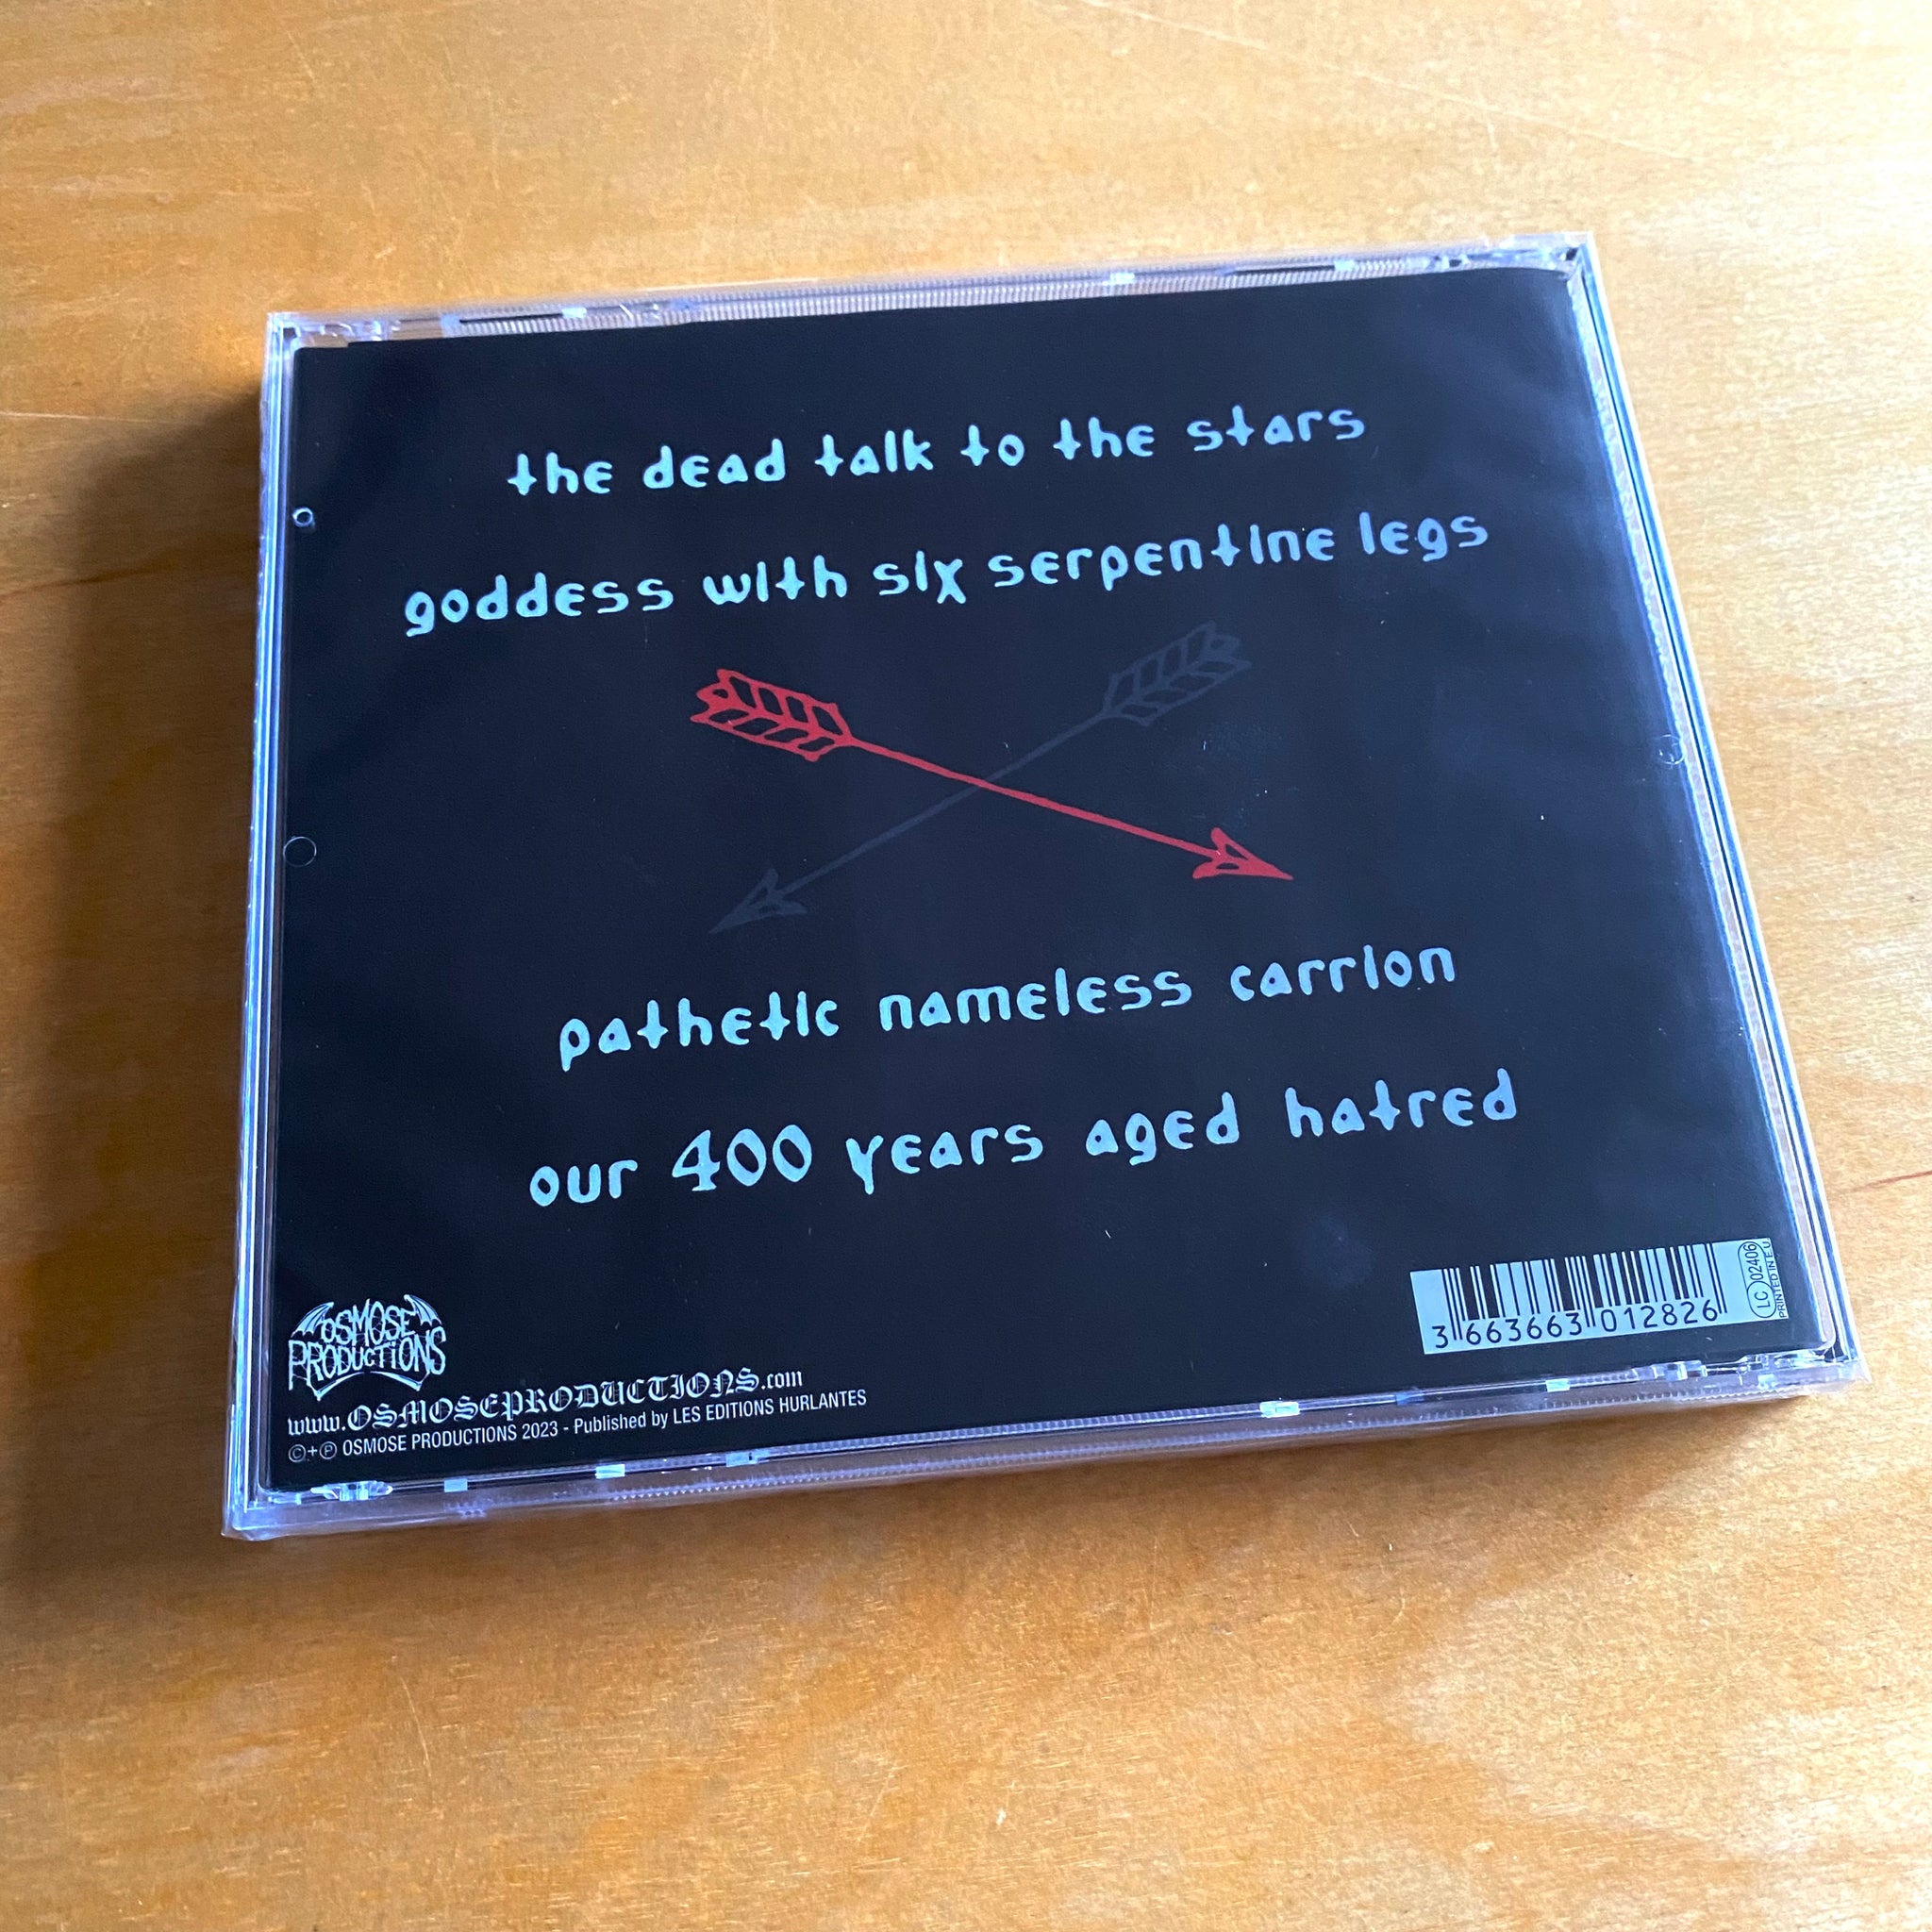 the dead talk to the stars
goddess with six serpentine legs
pathetic nameless carrion
our 400 years aged hatred
OSMOSE
PRODUCTIONS
www.OSMOSEPRODUCTIONS.com
©+℗ OSMOSE PRODUCTIONS 2023 - Published by LES EDITIONS HURLANTES
3 663663 012826
LC 02406
PRINTED IN E.U.